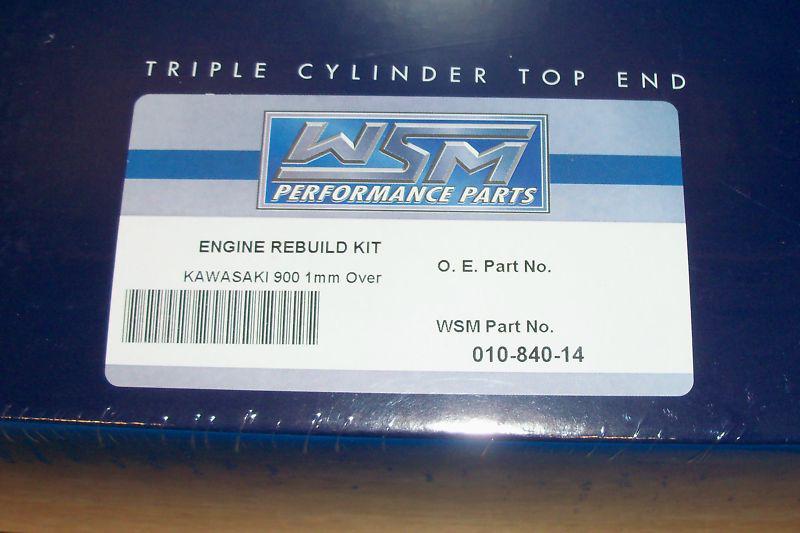 TRIPLE CYLINDER TOP END
WSM
PERFORMANCE PARTS
ENGINE REBUILD KIT
KAWASAKI 900 1mm Over
O. E. Part No.
WSM Part No.
010-840-14